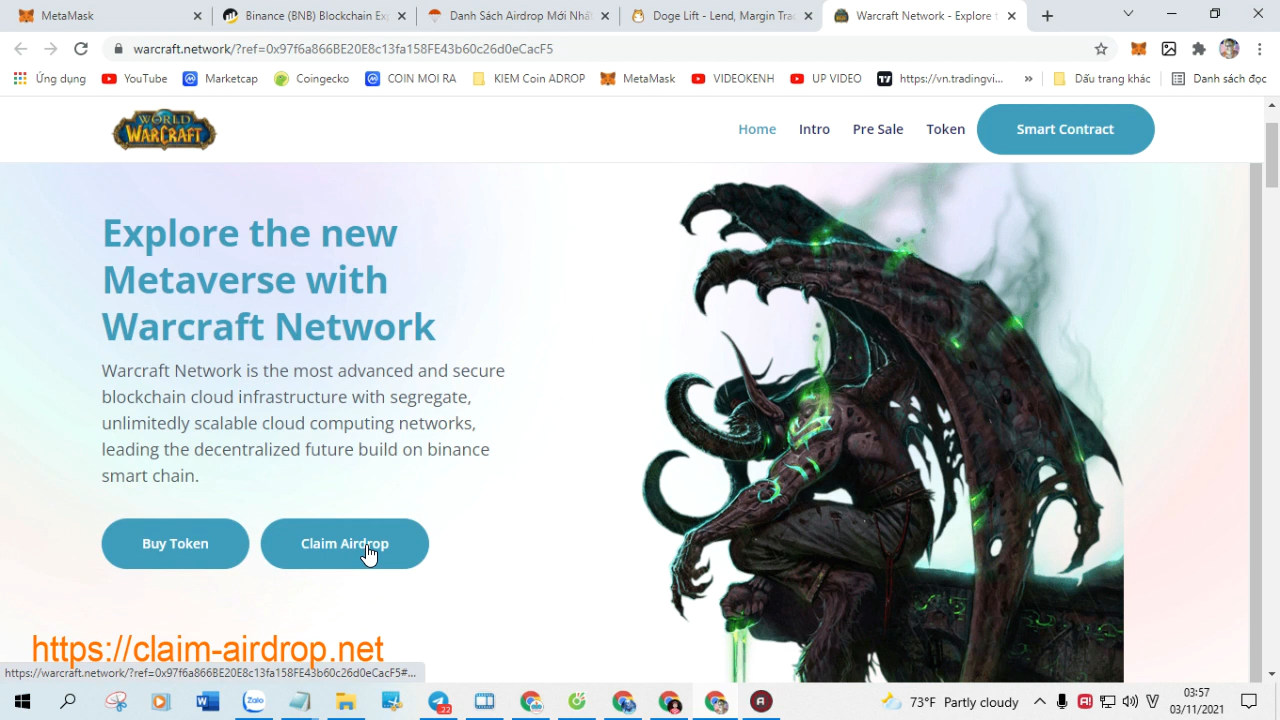 MetaMask
Binance (BNB) Blockchain Exp
Danh Sách Airdrop Mới Nhất
Doge Lift - Lend, Margin Tra
Warcraft Network - Explore t
warcraft.network/?ref=0x97f6a866BE20E8c13fa158FE43b60c26d0eCacF5
Ứng dụng
YouTube
Marketcap
Coingecko
COIN MOI RA
KIEM Coin ADROP
MetaMask
VIDEOKENH
UP VIDEO
https://vn.tradingvi...
»
Dấu trang khác
Danh sách đọc
WORLD
WARCRAFT
Home
Intro
Pre Sale
Token
Smart Contract
Explore the new
Metaverse with
Warcraft Network
Warcraft Network is the most advanced and secure
blockchain cloud infrastructure with segregate,
unlimitedly scalable cloud computing networks,
leading the decentralized future build on binance
smart chain.
Buy Token
Claim Airdrop
https://claim-airdrop.net
https://warcraft.network/?ref=0x97f6a866BE20E8c13fa158FE43b60c26d0eCacF5#...
Zalo
22
73°F Partly cloudy
03:57
03/11/2021